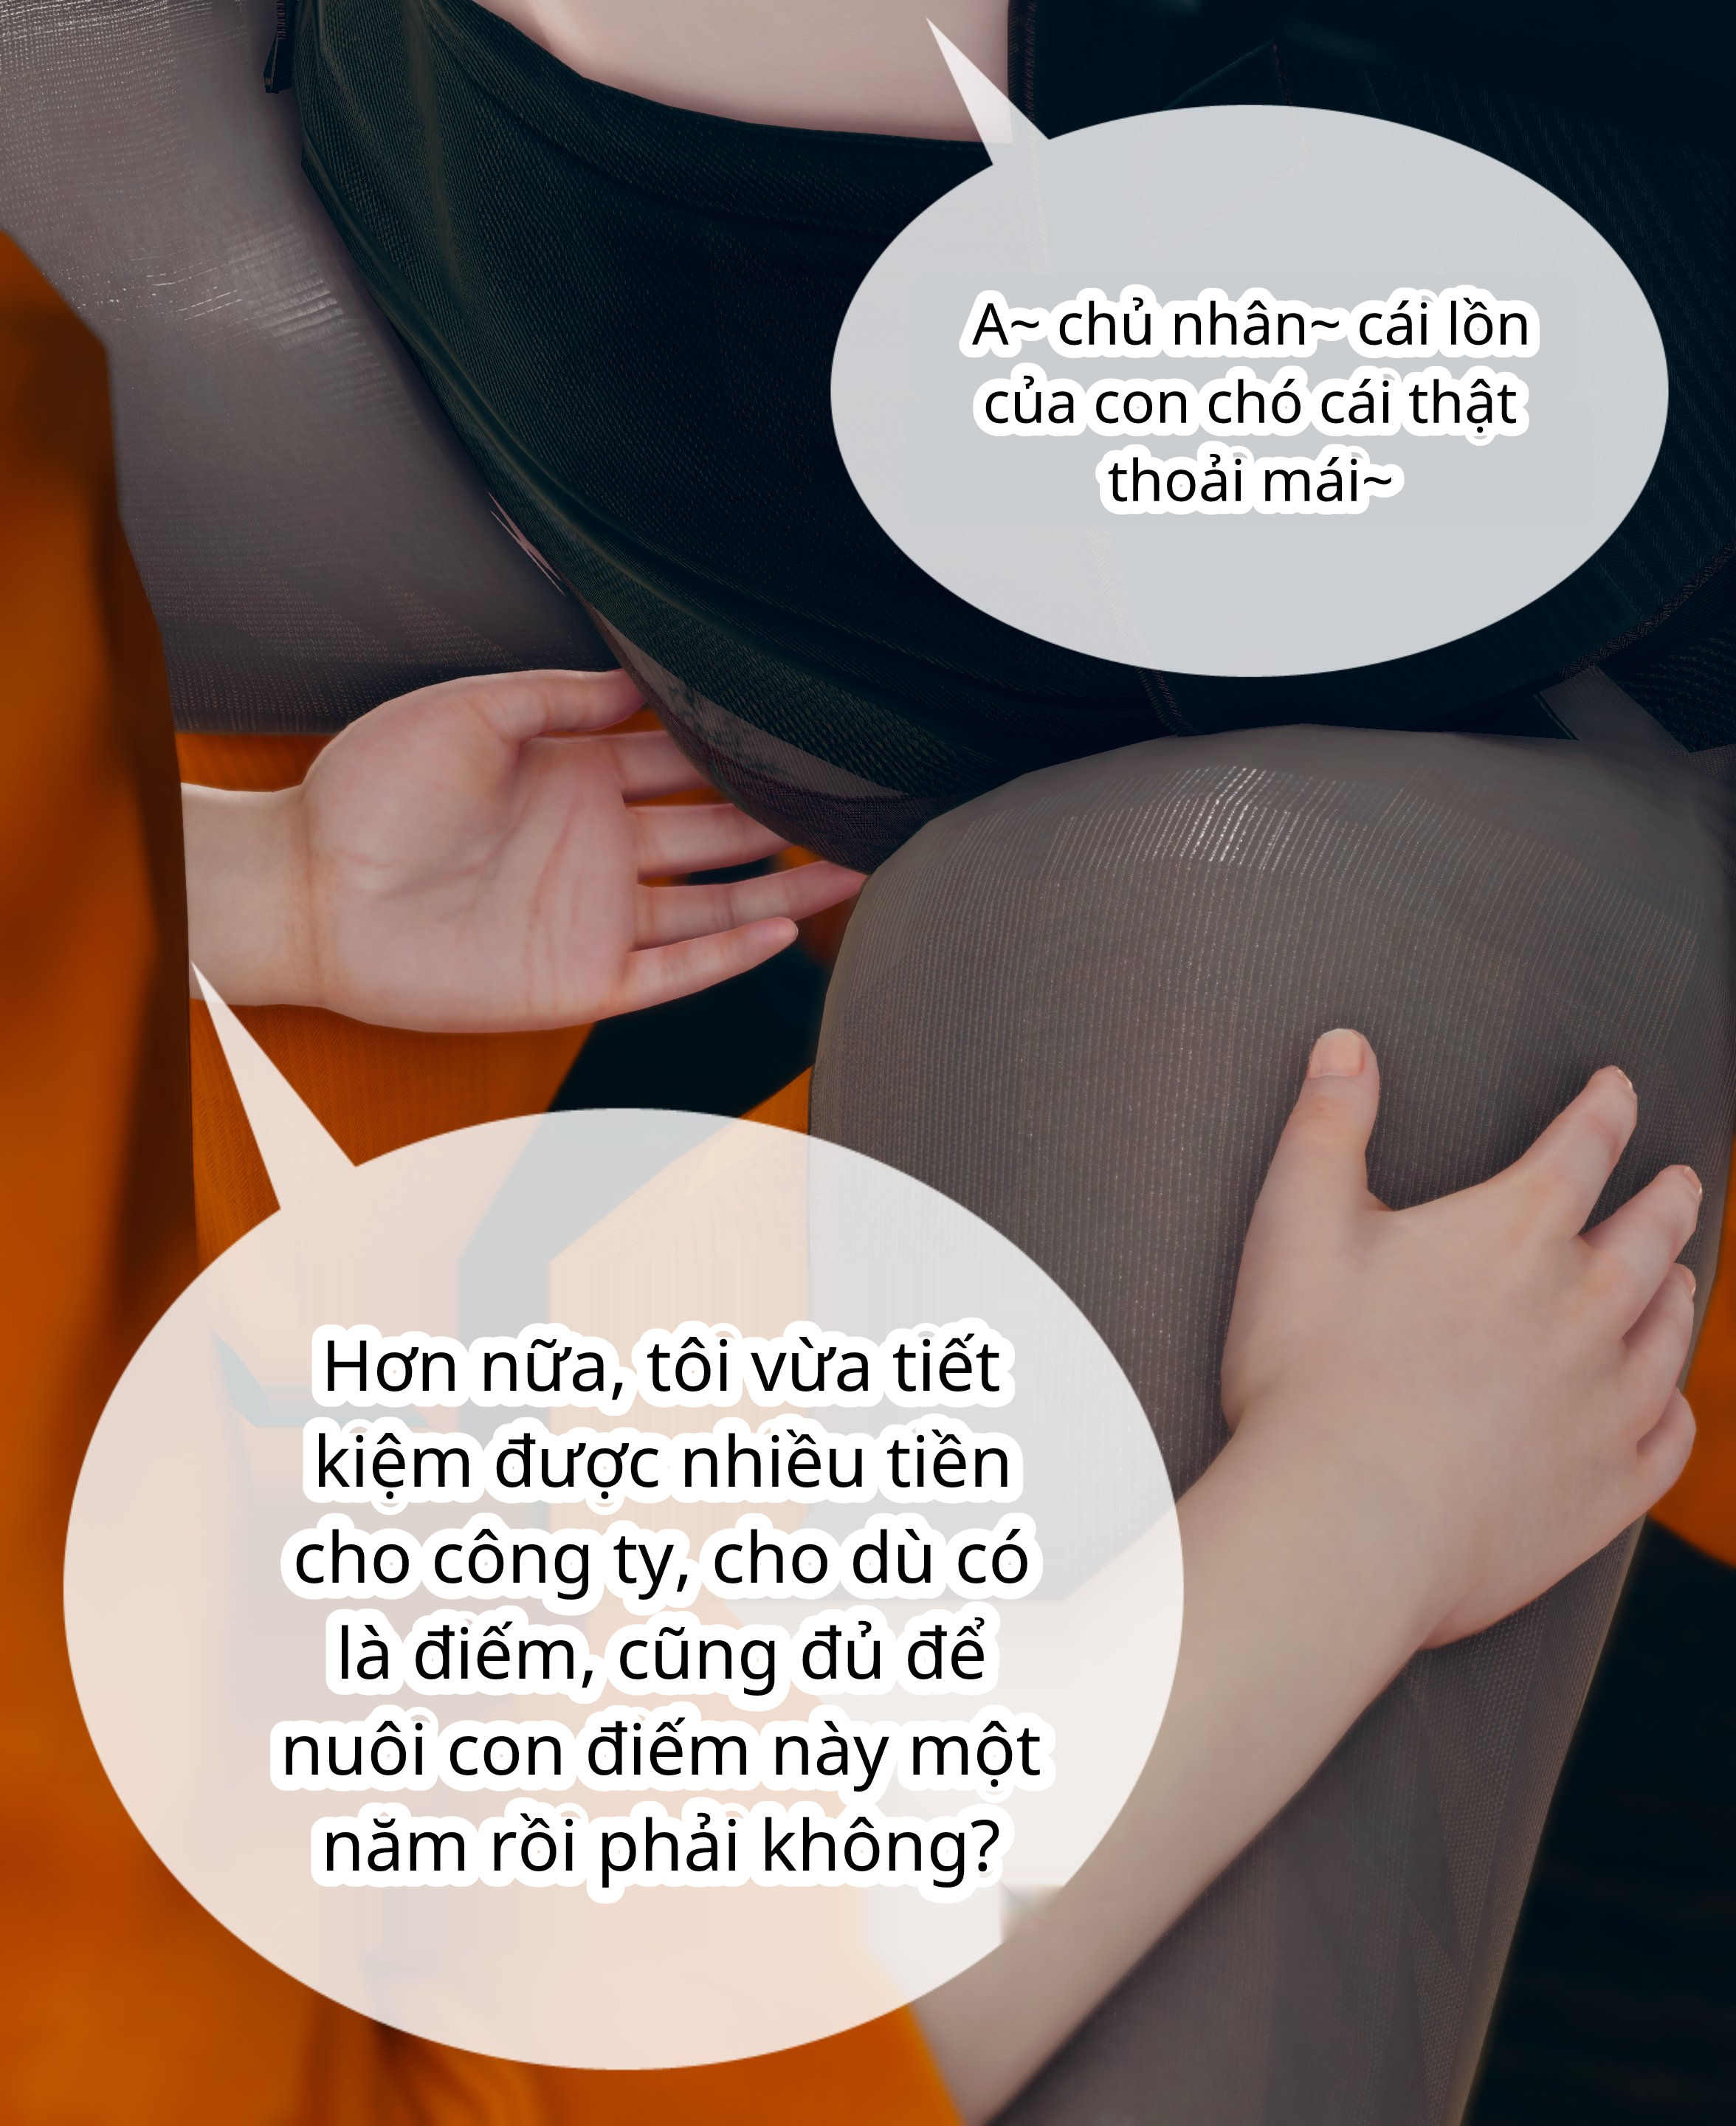 A~ chủ nhân~ cái lồn
của con chó cái thật
thoải mái~
Hơn nữa, tôi vừa tiết
kiệm được nhiều tiền
cho công ty, cho dù có
là điếm, cũng đủ để
nuôi con điếm này một
năm rồi phải không?